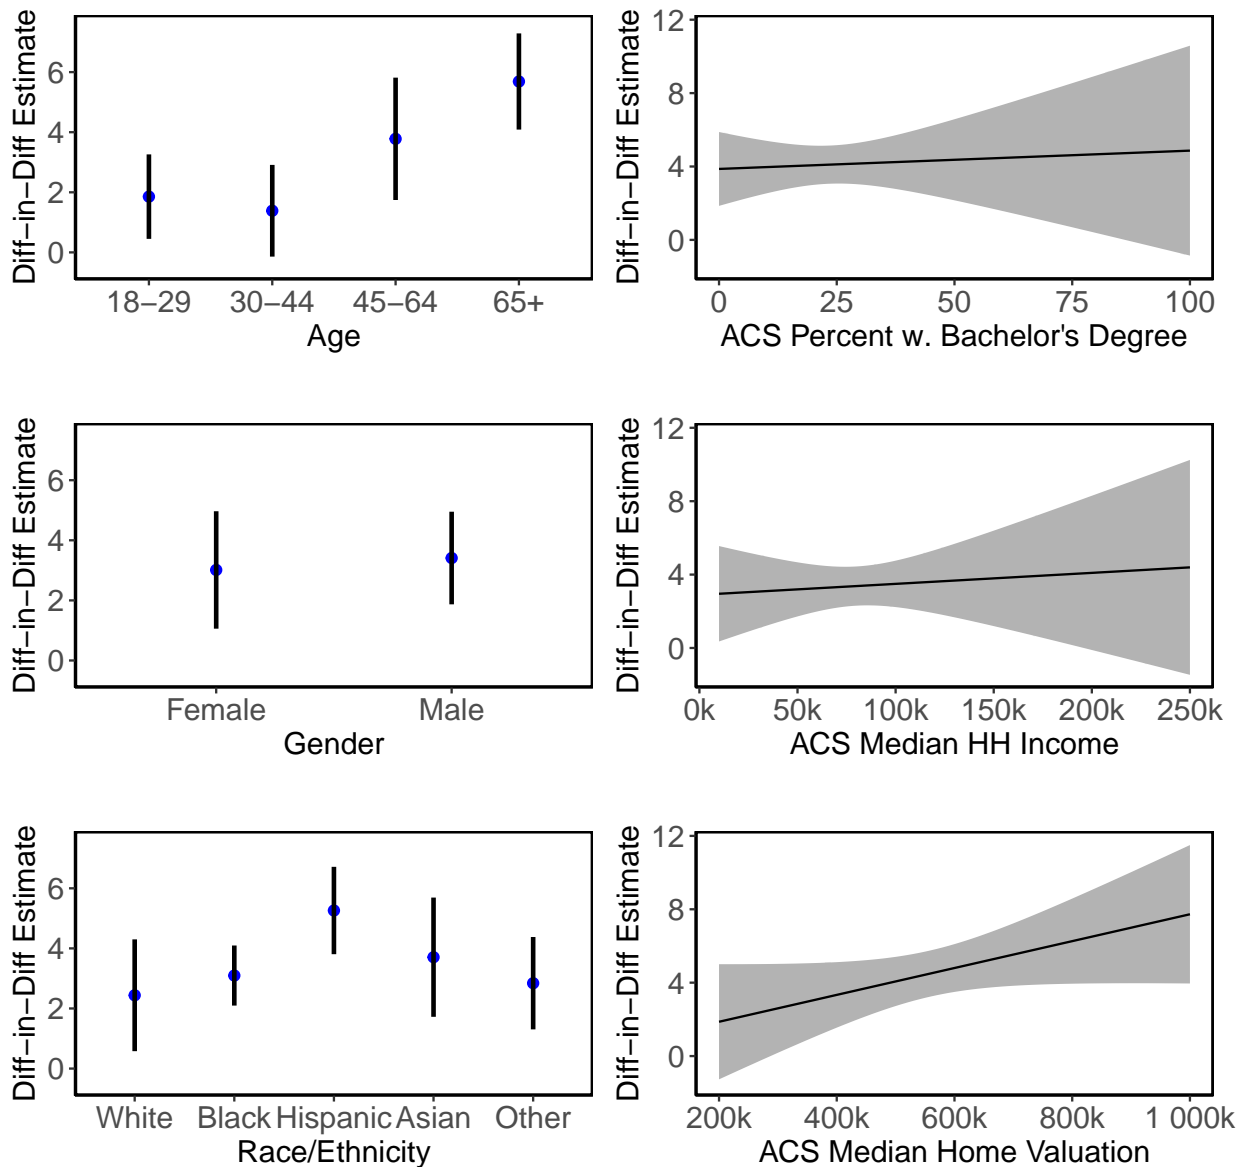 Diff−in−Diff Estimate
6
4
2
0
18−29 30−44 45−64 65+
Age
Diff−in−Diff Estimate
12
8
4
0
0 25 50 75 100
ACS Percent w. Bachelor's Degree
Diff−in−Diff Estimate
6
4
2
0
Female Male
Gender
Diff−in−Diff Estimate
12
8
4
0
0k 50k 100k 150k 200k 250k
ACS Median HH Income
Diff−in−Diff Estimate
6
4
2
0
White Black Hispanic Asian Other
Race/Ethnicity
Diff−in−Diff Estimate
12
8
4
0
200k 400k 600k 800k 1 000k
ACS Median Home Valuation